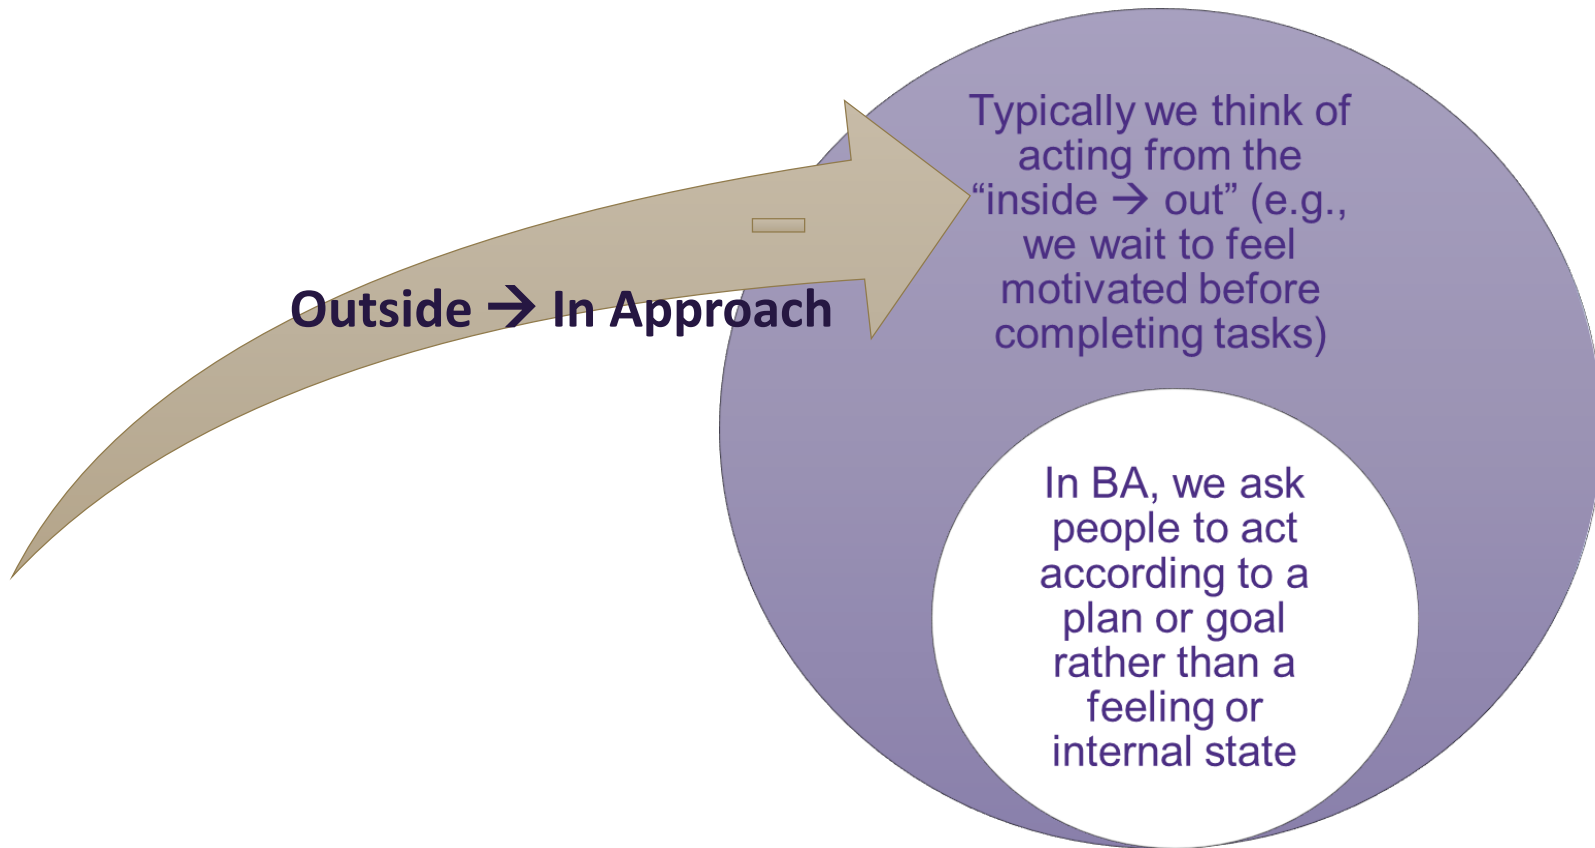 Outside → In Approach
Typically we think of
acting from the
“inside → out” (e.g.,
we wait to feel
motivated before
completing tasks)
In BA, we ask
people to act
according to a
plan or goal
rather than a
feeling or
internal state